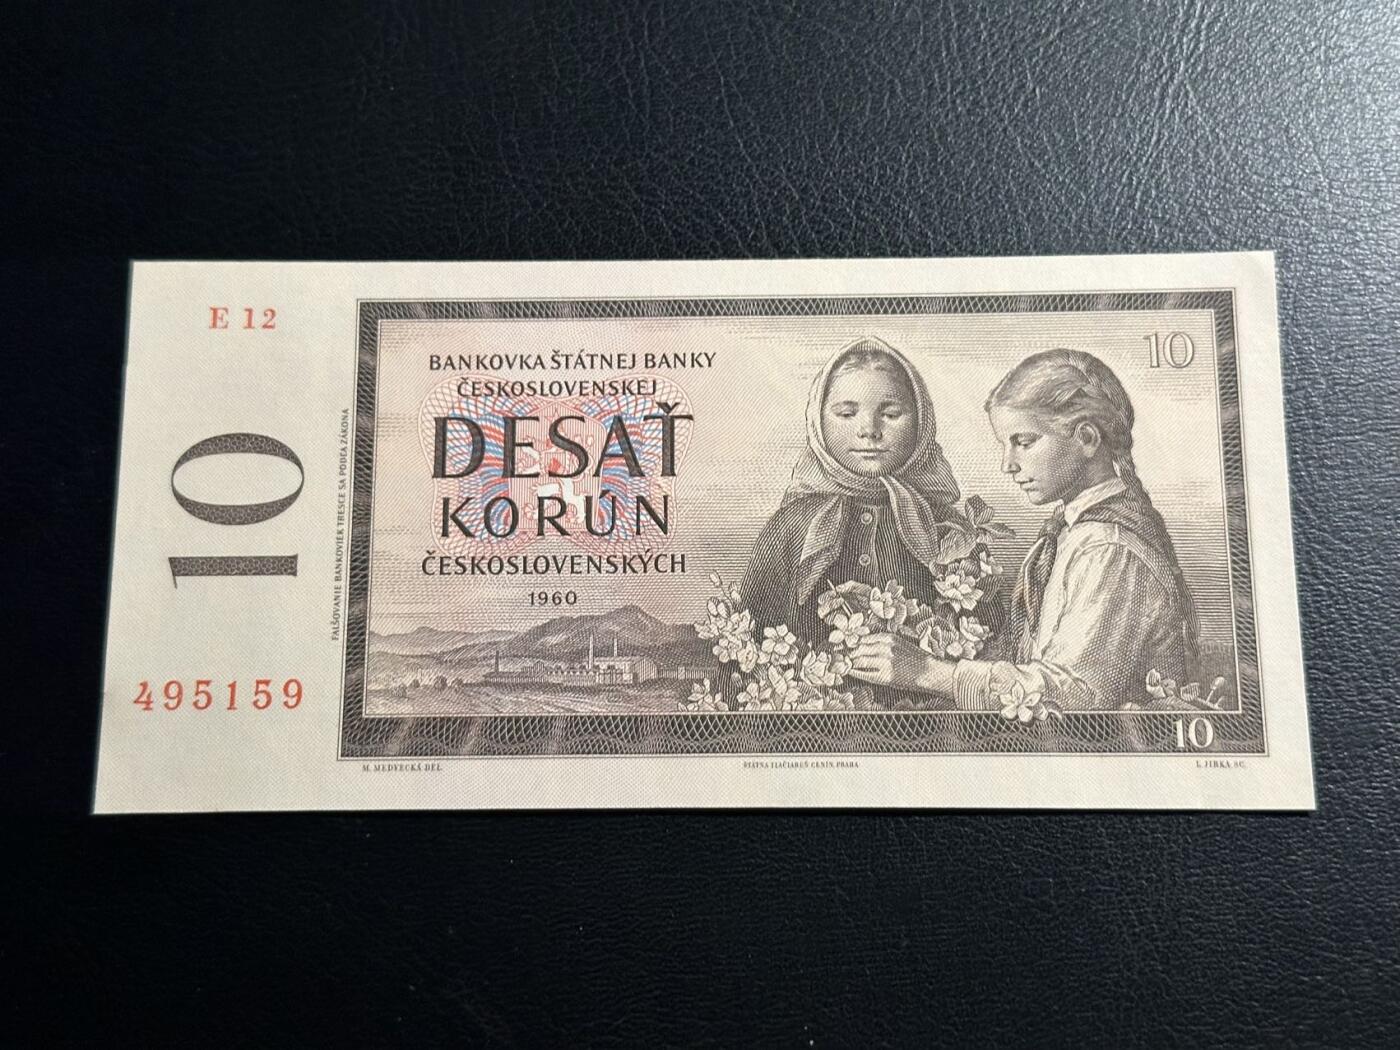 E 12
10
495159
FALŠOVANIE BANKOVIEK TRESCE SA PODĽA ZÁKONA
BANKOVKA ŠTÁTNEJ BANKY
ČESKOSLOVENSKEJ
DESAŤ
KORÚN
ČESKOSLOVENSKÝCH
1960
10
10
M. MEDVECKÁ DEL.
ŠTÁTNA TLAČIAREŇ CENÍN, PRAHA
L. JIRKA SC.